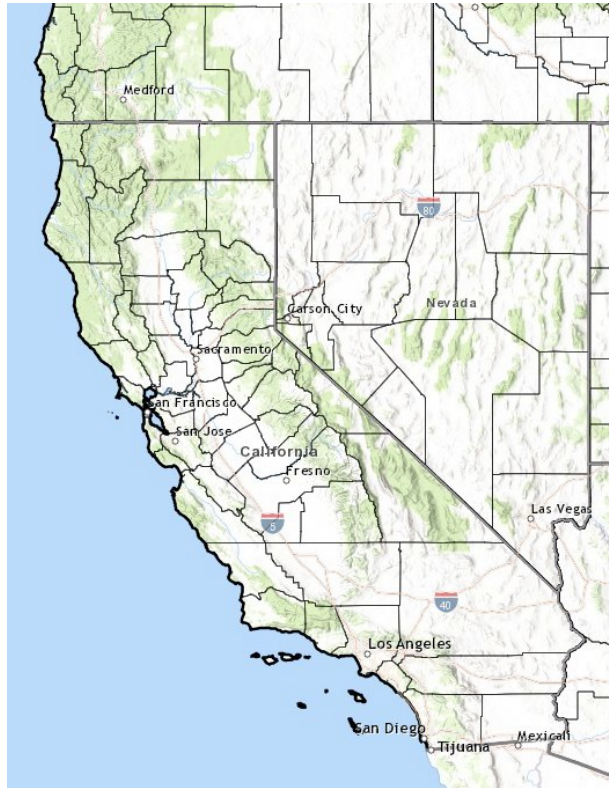 Medford
80
Carson City
Nevada
Sacramento
San Francisco
San Jose
California
Fresno
Las Vegas
5
40
Los Angeles
San Diego
Tijuana
Mexicali